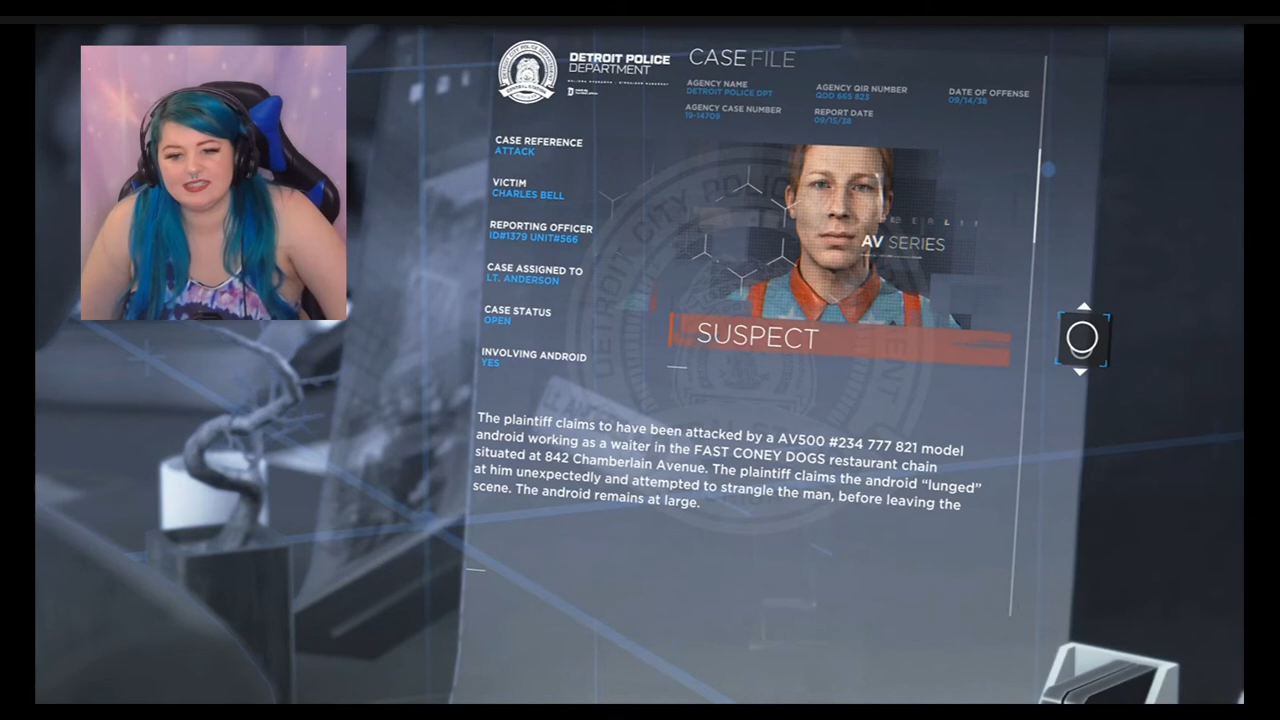 DETROIT POLICE
DEPARTMENT
CASE FILE
AGENCY NAME
DETROIT POLICE DPT
AGENCY QIR NUMBER
QDD 665 823
DATE OF OFFENSE
09/14/38
AGENCY CASE NUMBER
19-14709
REPORT DATE
09/15/38
CASE REFERENCE
ATTACK
VICTIM
CHARLES BELL
REPORTING OFFICER
ID#1379 UNIT#566
CASE ASSIGNED TO
LT. ANDERSON
CASE STATUS
OPEN
INVOLVING ANDROID
YES
AV SERIES
SUSPECT
The plaintiff claims to have been attacked by a AV500 #234 777 821 model
android working as a waiter in the FAST CONEY DOGS restaurant chain
situated at 842 Chamberlain Avenue. The plaintiff claims the android “lunged”
at him unexpectedly and attempted to strangle the man, before leaving the
scene. The android remains at large.